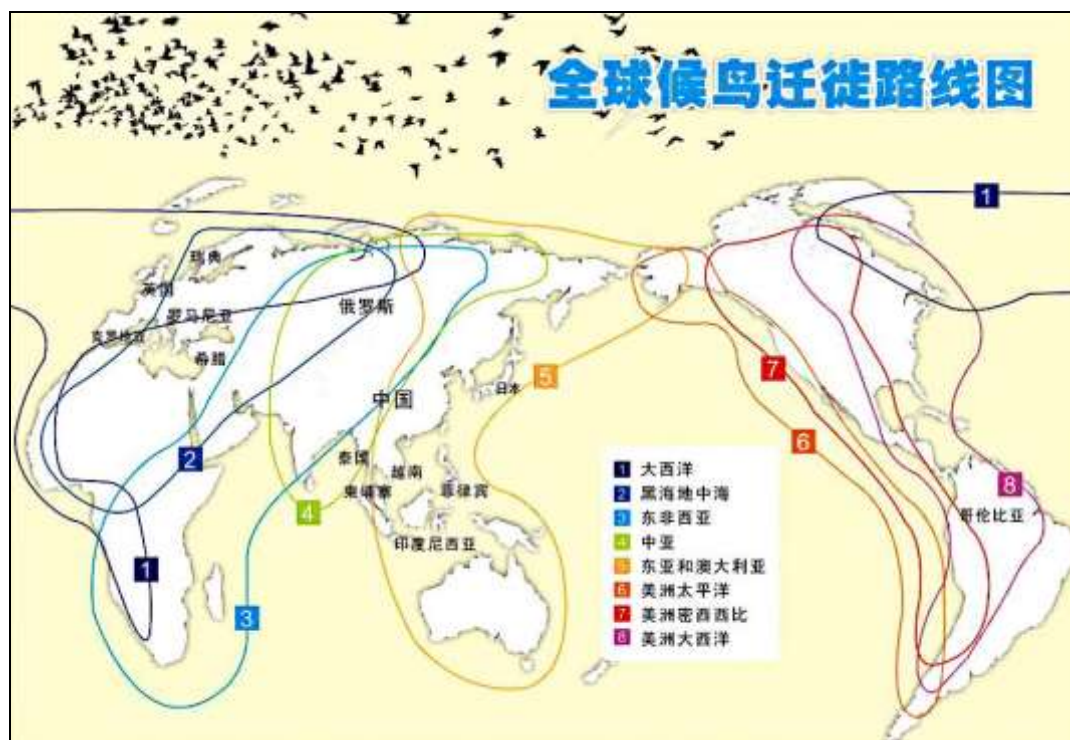 全球候鸟迁徙路线图
1
瑞典
英国
俄罗斯
罗马尼亚
克罗地亚
希腊
5
7
日本
中国
6
2
泰国
越南
8
柬埔寨
菲律宾
4
哥伦比亚
印度尼西亚
1
3
1 大西洋
2 黑海地中海
3 东非西亚
4 中亚
5 东亚和澳大利亚
6 美洲太平洋
7 美洲密西西比
8 美洲大西洋